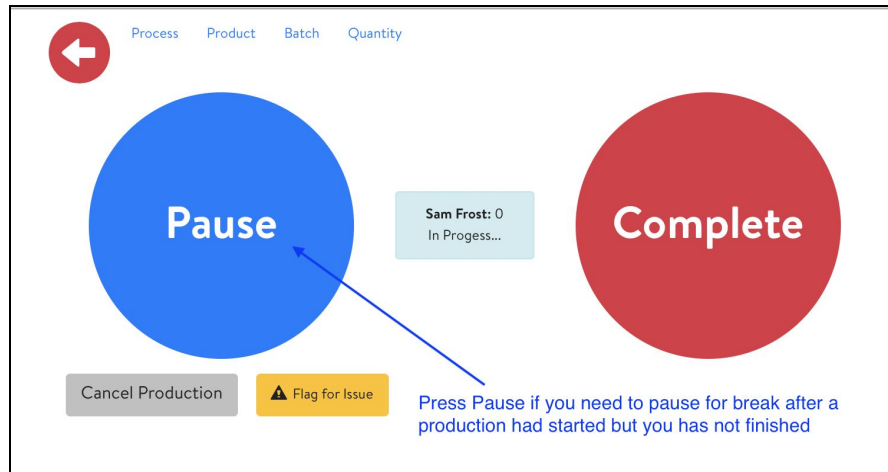 Process Product Batch Quantity
Pause
Sam Frost: 0
In Progess...
Complete
Cancel Production
Flag for Issue
Press Pause if you need to pause for break after a
production had started but you has not finished